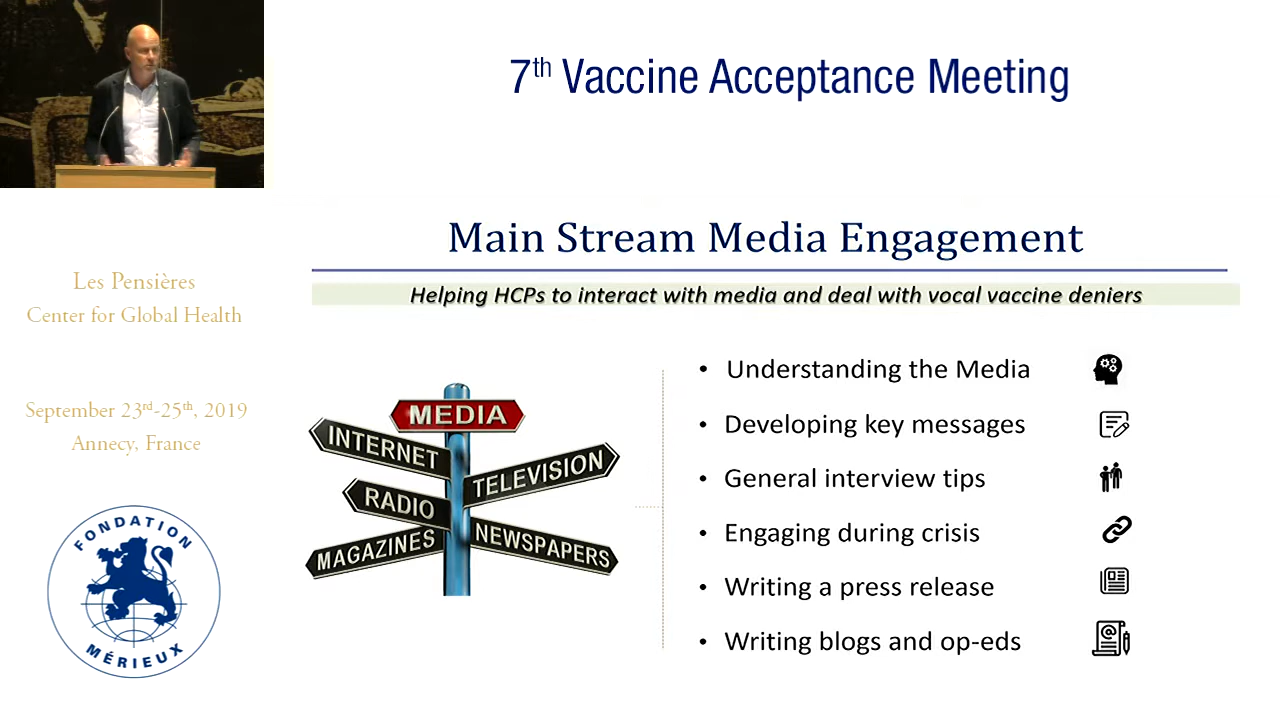 7th Vaccine Acceptance Meeting
Les Pensières
Center for Global Health
September 23rd-25th, 2019
Annecy, France
FONDATION
MÉRIEUX
Main Stream Media Engagement
Helping HCPs to interact with media and deal with vocal vaccine deniers
MEDIA
INTERNET
TELEVISION
RADIO
MAGAZINES
NEWSPAPERS
• Understanding the Media
• Developing key messages
• General interview tips
• Engaging during crisis
• Writing a press release
• Writing blogs and op-eds